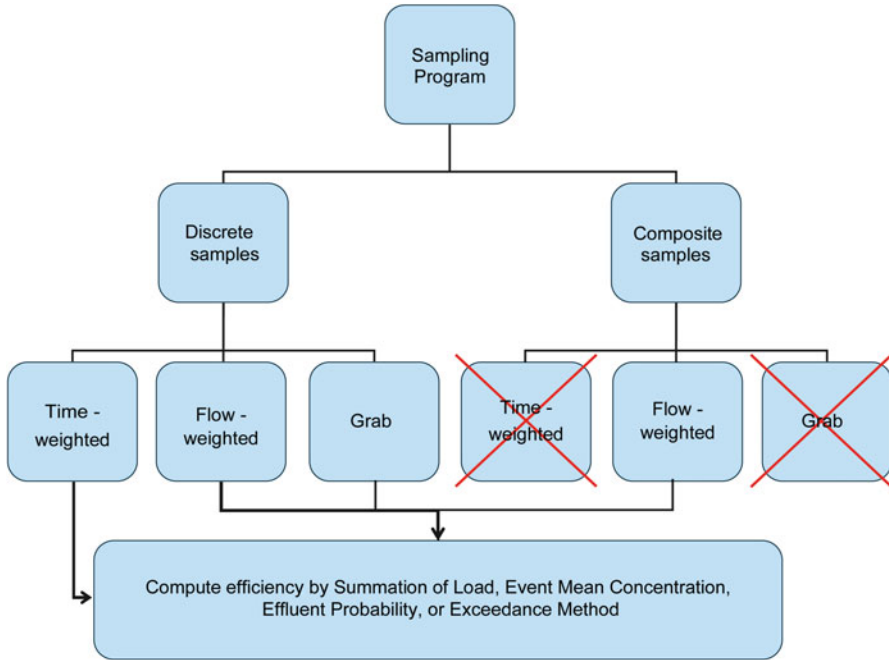 Sampling
Program
Discrete
samples
Composite
samples
Time -
weighted
Flow -
weighted
Grab
Time -
weighted
Flow -
weighted
Grab
Compute efficiency by Summation of Load, Event Mean Concentration,
Effluent Probability, or Exceedance Method